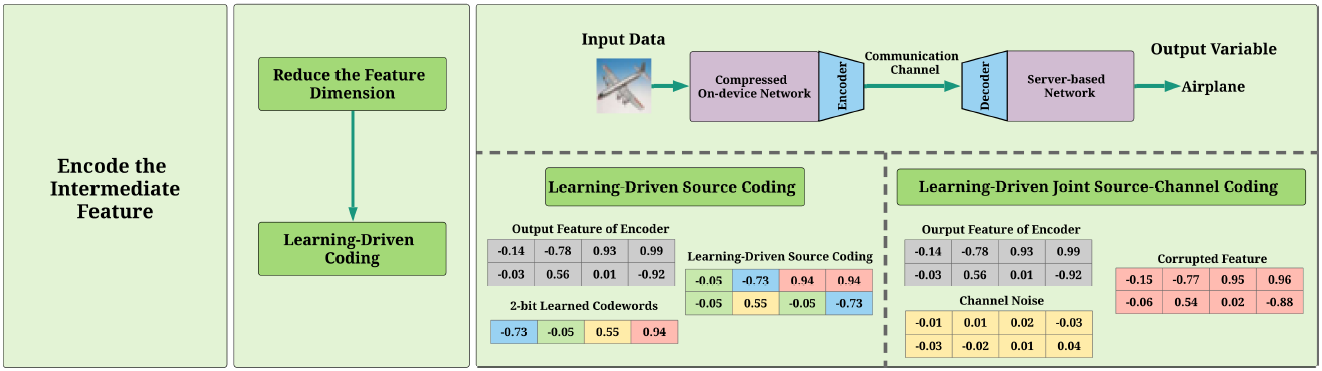 Encode the
Intermediate
Feature
Reduce the Feature
Dimension
Learning-Driven
Coding
Input Data
Compressed
On-device Network
Encoder
Communication
Channel
Decoder
Server-based
Network
Output Variable
Airplane
Learning-Driven Source Coding
Output Feature of Encoder
-0.14 -0.78 0.93 0.99
-0.03 0.56 0.01 -0.92
2-bit Learned Codewords
-0.73 -0.05 0.55 0.94
Learning-Driven Source Coding
-0.05 -0.73 0.94 0.94
-0.05 0.55 -0.05 -0.73
Learning-Driven Joint Source-Channel Coding
Ourput Feature of Encoder
-0.14 -0.78 0.93 0.99
-0.03 0.56 0.01 -0.92
Channel Noise
-0.01 0.01 0.02 -0.03
-0.03 -0.02 0.01 0.04
Corrupted Feature
-0.15 -0.77 0.95 0.96
-0.06 0.54 0.02 -0.88